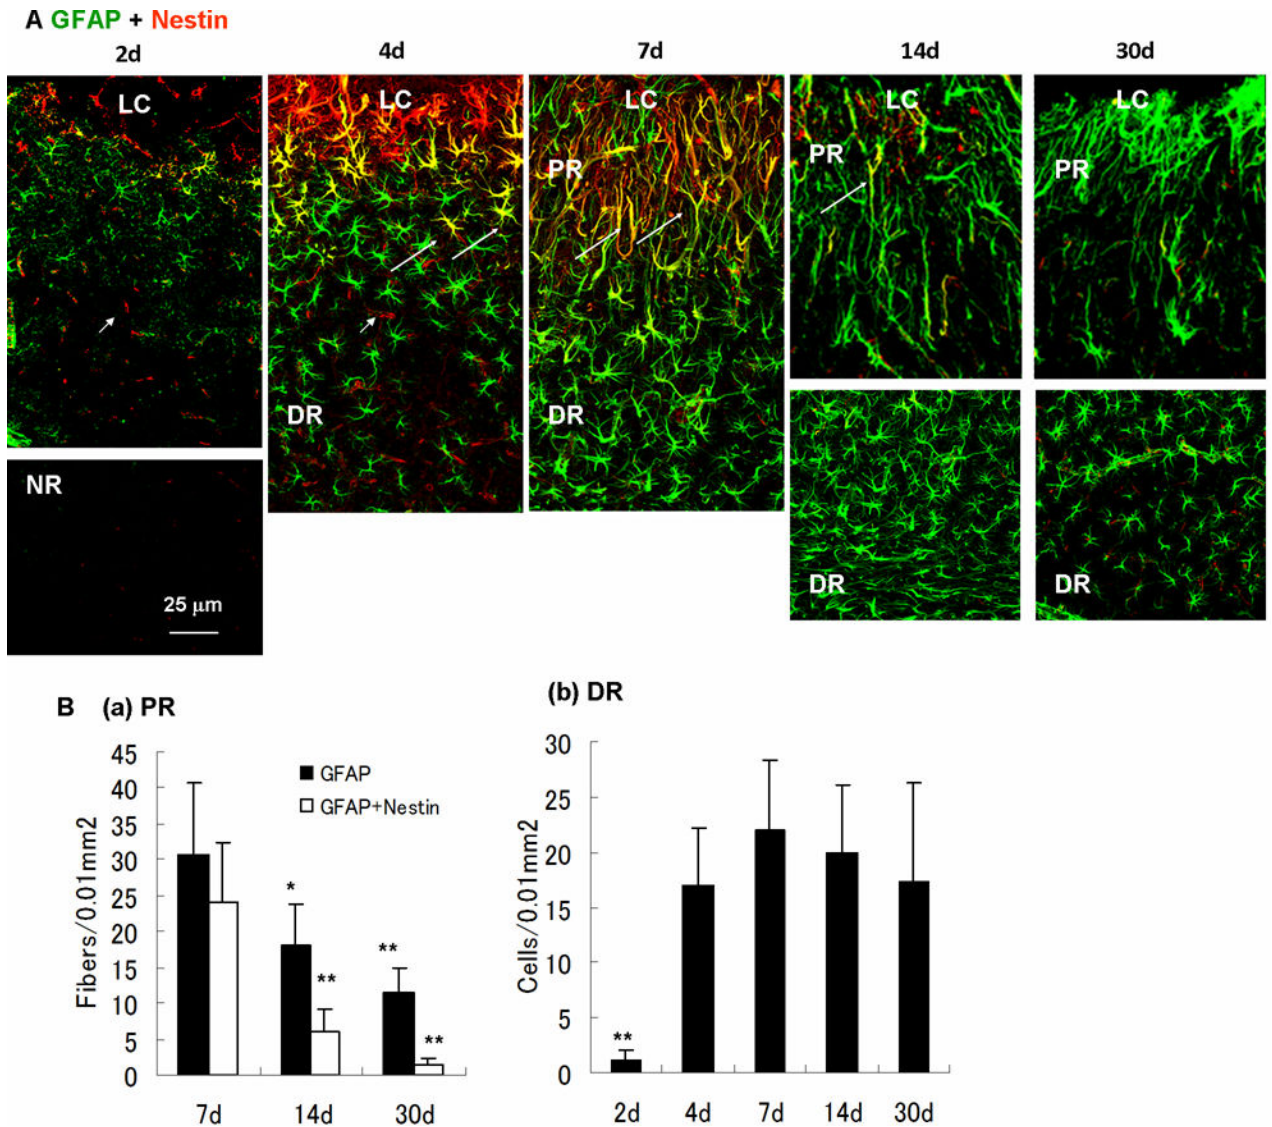 A GFAP + Nestin
2d 4d 7d 14d 30d
LC LC LC LC LC
PR PR PR
DR DR
NR
25 μm
DR DR
B (a) PR
(b) DR
45
40
35
30
25
20
15
10
5
0
Fibers/0.01mm2
GFAP
GFAP+Nestin
*
**
**
**
7d 14d 30d
30
25
20
15
10
5
0
Cells/0.01mm2
**
2d 4d 7d 14d 30d